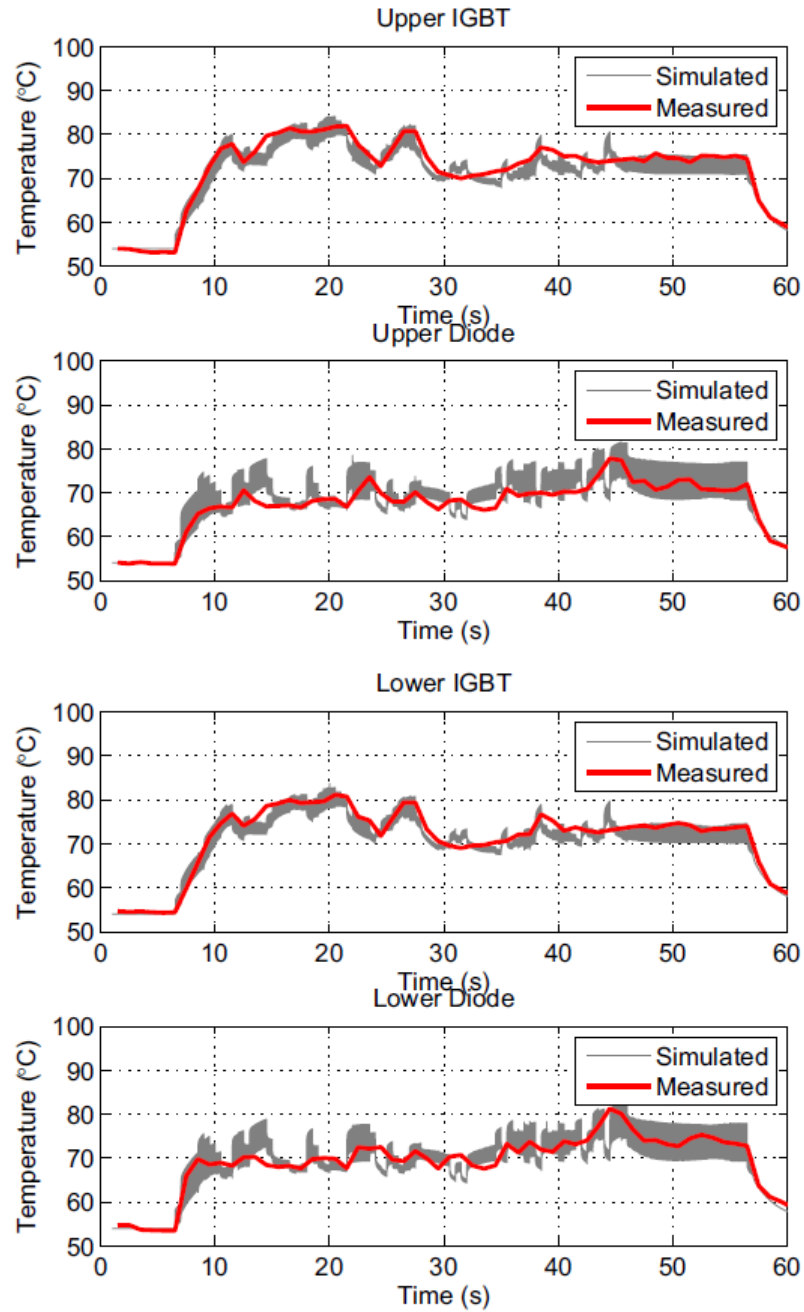 Upper IGBT
100
90
80
70
60
50
Temperature (°C)
Simulated
Measured
0 10 20 30 40 50 60
Time (s)
Upper Diode
100
90
80
70
60
50
Temperature (°C)
Simulated
Measured
0 10 20 30 40 50 60
Time (s)
Lower IGBT
100
90
80
70
60
50
Temperature (°C)
Simulated
Measured
0 10 20 30 40 50 60
Time (s)
Lower Diode
100
90
80
70
60
50
Temperature (°C)
Simulated
Measured
0 10 20 30 40 50 60
Time (s)